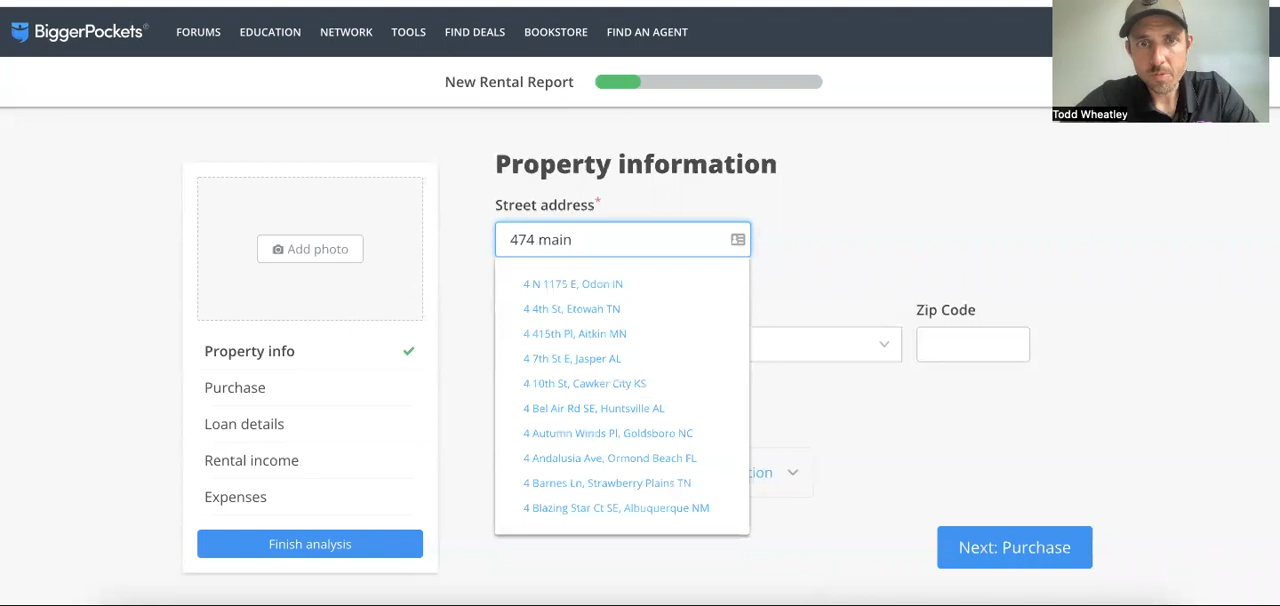 BiggerPockets®
FORUMS EDUCATION NETWORK TOOLS FIND DEALS BOOKSTORE FIND AN AGENT
New Rental Report
Todd Wheatley
Add photo
Property info
Purchase
Loan details
Rental income
Expenses
Finish analysis
Property information
Street address*
474 main
4 N 1175 E, Odon IN
4 4th St, Etowah TN
4 415th Pl, Aitkin MN
4 7th St E, Jasper AL
4 10th St, Cawker City KS
4 Bel Air Rd SE, Huntsville AL
4 Autumn Winds Pl, Goldsboro NC
4 Andalusia Ave, Ormond Beach FL
4 Barnes Ln, Strawberry Plains TN
4 Blazing Star Ct SE, Albuquerque NM
Zip Code
tion
Next: Purchase